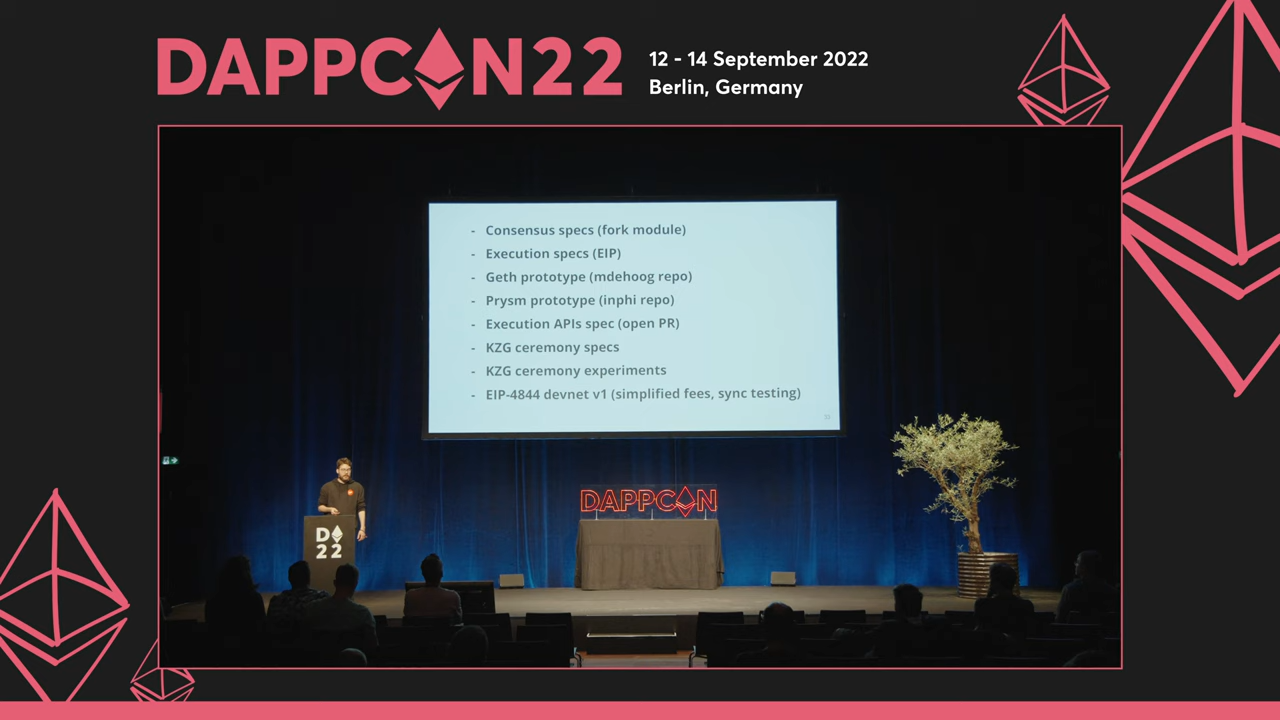 DAPPCON22
12 - 14 September 2022
Berlin, Germany
- Consensus specs (fork module)
- Execution specs (EIP)
- Geth prototype (mdehoog repo)
- Prysm prototype (inphi repo)
- Execution APIs spec (open PR)
- KZG ceremony specs
- KZG ceremony experiments
- EIP-4844 devnet v1 (simplified fees, sync testing)
DAPPCON
D
22